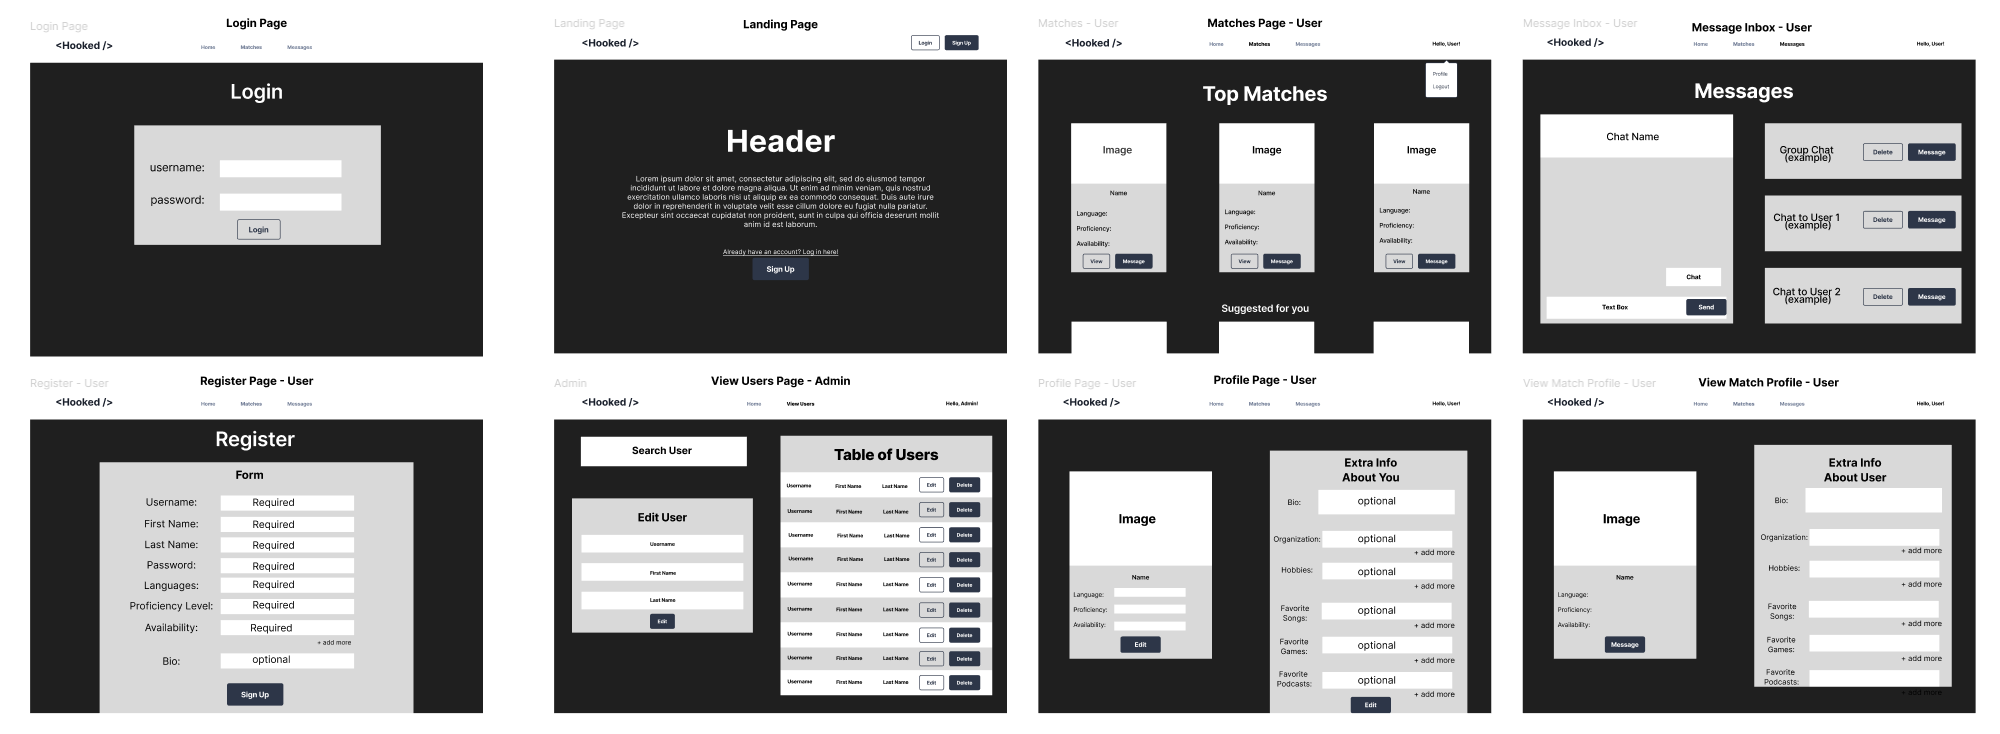 Login Page
Login Page
<Hooked />
Home Matches Messages
Login
username:
password:
Login
Landing Page
Landing Page
<Hooked />
Login Sign Up
Header
Lorem ipsum dolor sit amet, consectetur adipiscing elit, sed do eiusmod tempor
incididunt ut labore et dolore magna aliqua. Ut enim ad minim veniam, quis nostrud
exercitation ullamco laboris nisi ut aliquip ex ea commodo consequat. Duis aute irure
dolor in reprehenderit in voluptate velit esse cillum dolore eu fugiat nulla pariatur.
Excepteur sint occaecat cupidatat non proident, sunt in culpa qui officia deserunt mollit
anim id est laborum.
Already have an account? Log in here!
Sign Up
Matches - User
Matches Page - User
<Hooked />
Home Matches Messages Hello, User!
Profile
Logout
Top Matches
Image Image Image
Name Name Name
Language: Language: Language:
Proficiency: Proficiency: Proficiency:
Availability: Availability: Availability:
View Message View Message View Message
Suggested for you
Message Inbox - User
Message Inbox - User
<Hooked />
Home Matches Messages Hello, User!
Messages
Chat Name
Chat
Text Box Send
Group Chat
(example)
Delete Message
Chat to User 1
(example)
Delete Message
Chat to User 2
(example)
Delete Message
Register - User
Register Page - User
<Hooked />
Home Matches Messages
Register
Form
Username: Required
First Name: Required
Last Name: Required
Password: Required
Languages: Required
Proficiency Level: Required
Availability: Required
+ add more
Bio: optional
Sign Up
Admin
View Users Page - Admin
<Hooked />
Home View Users Hello, Admin!
Search User
Edit User
Username
First Name
Last Name
Edit
Table of Users
Username First Name Last Name Edit Delete
Username First Name Last Name Edit Delete
Username First Name Last Name Edit Delete
Username First Name Last Name Edit Delete
Username First Name Last Name Edit Delete
Username First Name Last Name Edit Delete
Username First Name Last Name Edit Delete
Username First Name Last Name Edit Delete
Username First Name Last Name Edit Delete
Profile Page - User
Profile Page - User
<Hooked />
Home Matches Messages Hello, User!
Image
Name
Language:
Proficiency:
Availability:
Edit
Extra Info
About You
Bio: optional
Organization: optional
+ add more
Hobbies: optional
+ add more
Favorite
Songs:
optional
+ add more
Favorite
Games:
optional
+ add more
Favorite
Podcasts:
optional
+ add more
Edit
View Match Profile - User
View Match Profile - User
<Hooked />
Home Matches Messages Hello, User!
Image
Name
Language:
Proficiency:
Availability:
Message
Extra Info
About User
Bio:
Organization:
+ add more
Hobbies:
+ add more
Favorite
Songs:
+ add more
Favorite
Games:
+ add more
Favorite
Podcasts:
+ add more